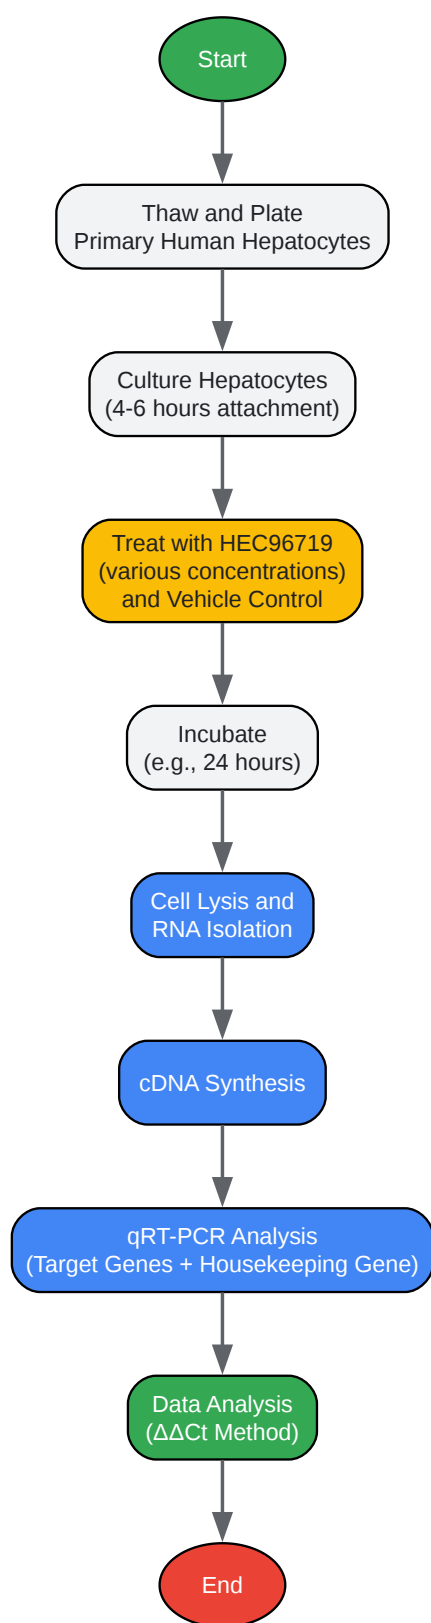 Start
Thaw and Plate
Primary Human Hepatocytes
Culture Hepatocytes
(4-6 hours attachment)
Treat with HEC96719
(various concentrations)
and Vehicle Control
Incubate
(e.g., 24 hours)
Cell Lysis and
RNA Isolation
cDNA Synthesis
qRT-PCR Analysis
(Target Genes + Housekeeping Gene)
Data Analysis
(ΔΔCt Method)
End